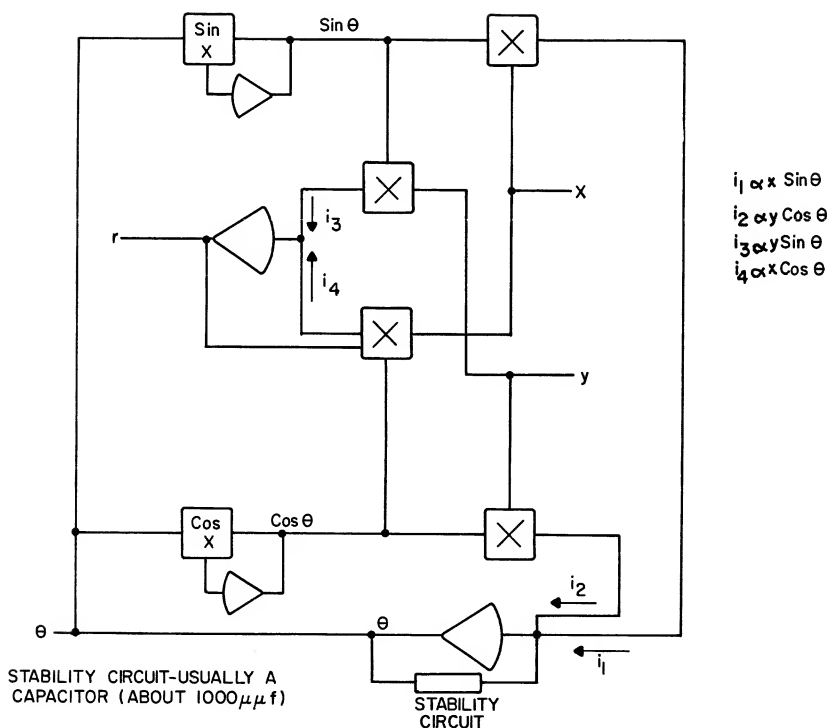 Sin
X
Sin θ
X
i₁ α x Sin θ
i₂ α y Cos θ
i₃ α y Sin θ
i₄ α x Cos θ
i₃
r
i₄
y
Cos
X
Cos θ
i₂
θ
θ
i₁
STABILITY CIRCUIT-USUALLY A
CAPACITOR (ABOUT 1000μμf)
STABILITY
CIRCUIT